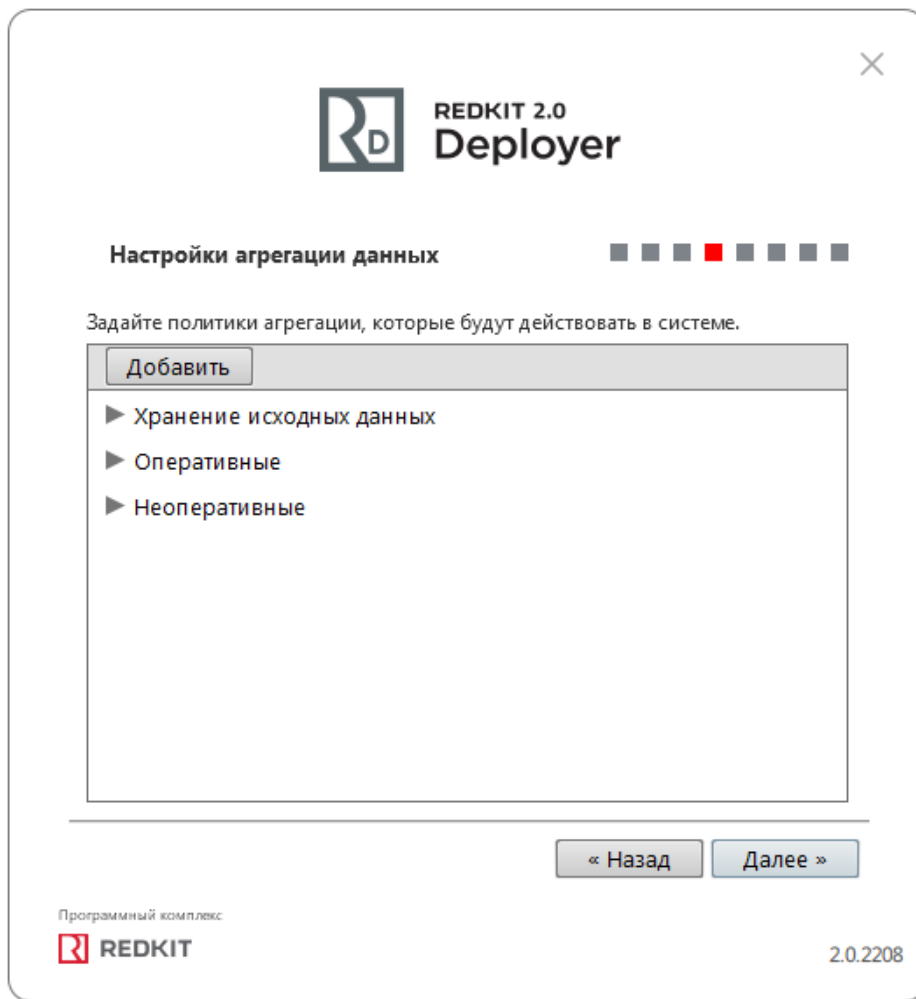 REDKIT 2.0
Deployer
Настройки агрегации данных
Задайте политики агрегации, которые будут действовать в системе.
Добавить
Хранение исходных данных
Оперативные
Неоперативные
« Назад
Далее »
Программный комплекс
REDKIT
2.0.2208